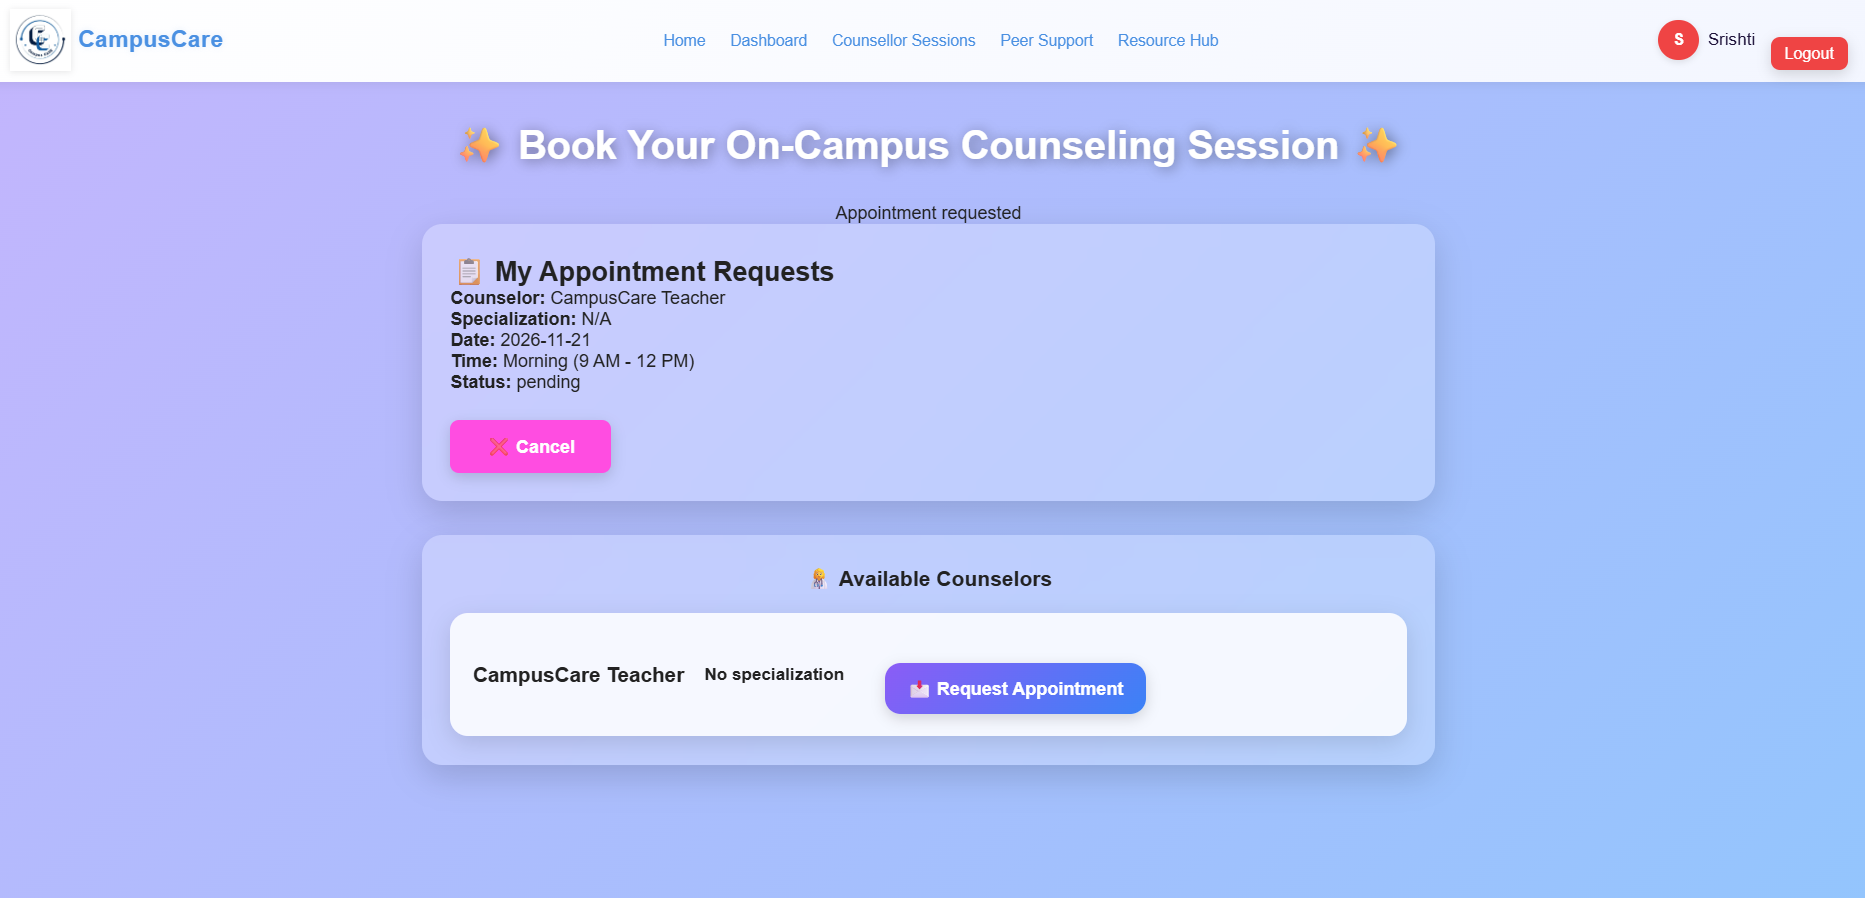 CampusCare
Home Dashboard Counsellor Sessions Peer Support Resource Hub
S Srishti
Logout
✨ Book Your On-Campus Counseling Session ✨
Appointment requested
📋 My Appointment Requests
Counselor: CampusCare Teacher
Specialization: N/A
Date: 2026-11-21
Time: Morning (9 AM - 12 PM)
Status: pending
❌ Cancel
Available Counselors
CampusCare Teacher No specialization
📩 Request Appointment